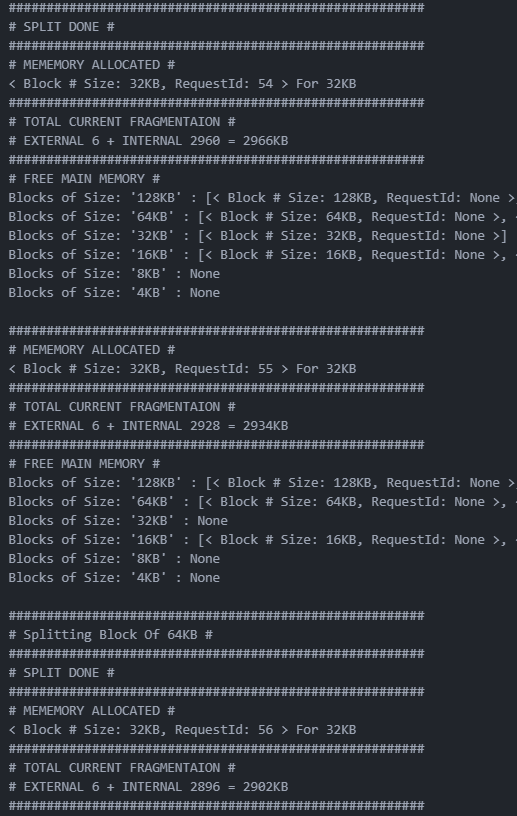 #######################################################
# SPLIT DONE #
#######################################################
# MEMEMORY ALLOCATED #
< Block # Size: 32KB, RequestId: 54 > For 32KB
#######################################################
# TOTAL CURRENT FRAGMENTAION #
# EXTERNAL 6 + INTERNAL 2960 = 2966KB
#######################################################
# FREE MAIN MEMORY #
Blocks of Size: '128KB' : [< Block # Size: 128KB, RequestId: None >,
Blocks of Size: '64KB' : [< Block # Size: 64KB, RequestId: None >, <
Blocks of Size: '32KB' : [< Block # Size: 32KB, RequestId: None >]
Blocks of Size: '16KB' : [< Block # Size: 16KB, RequestId: None >, <
Blocks of Size: '8KB' : None
Blocks of Size: '4KB' : None

#######################################################
# MEMEMORY ALLOCATED #
< Block # Size: 32KB, RequestId: 55 > For 32KB
#######################################################
# TOTAL CURRENT FRAGMENTAION #
# EXTERNAL 6 + INTERNAL 2928 = 2934KB
#######################################################
# FREE MAIN MEMORY #
Blocks of Size: '128KB' : [< Block # Size: 128KB, RequestId: None >,
Blocks of Size: '64KB' : [< Block # Size: 64KB, RequestId: None >, <
Blocks of Size: '32KB' : None
Blocks of Size: '16KB' : [< Block # Size: 16KB, RequestId: None >, <
Blocks of Size: '8KB' : None
Blocks of Size: '4KB' : None

#######################################################
# Splitting Block Of 64KB #
#######################################################
# SPLIT DONE #
#######################################################
# MEMEMORY ALLOCATED #
< Block # Size: 32KB, RequestId: 56 > For 32KB
#######################################################
# TOTAL CURRENT FRAGMENTAION #
# EXTERNAL 6 + INTERNAL 2896 = 2902KB
#######################################################